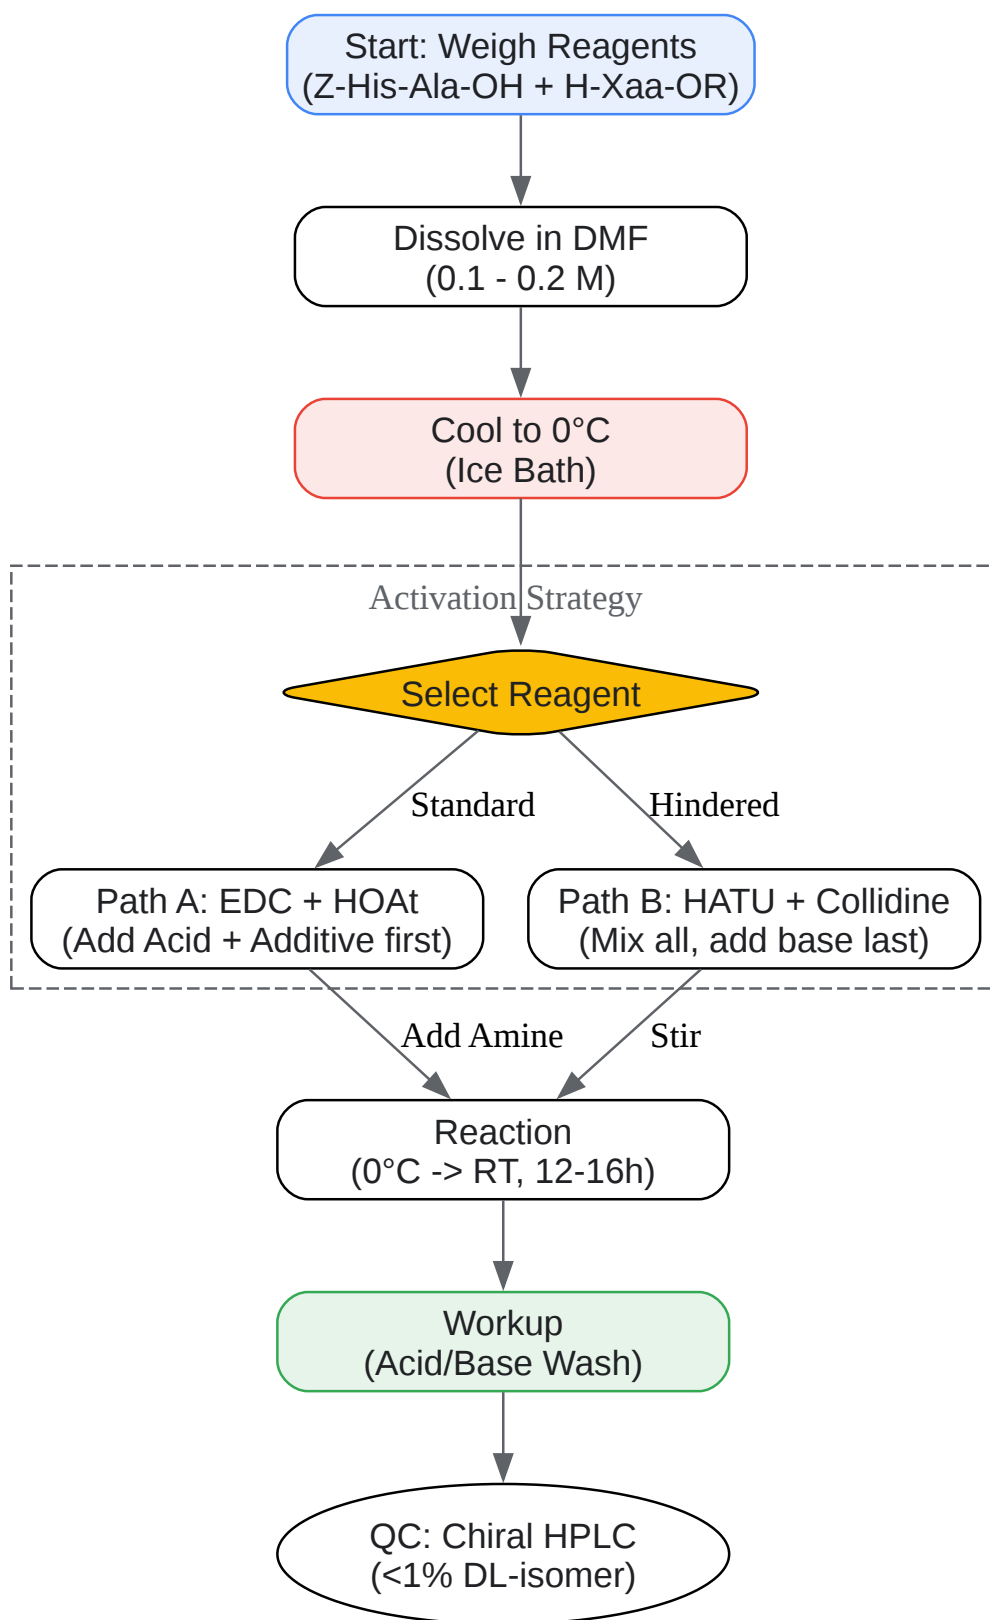 Start: Weigh Reagents
(Z-His-Ala-OH + H-Xaa-OR)
Dissolve in DMF
(0.1 - 0.2 M)
Cool to 0°C
(Ice Bath)
Activation Strategy
Select Reagent
Standard
Hindered
Path A: EDC + HOAt
(Add Acid + Additive first)
Path B: HATU + Collidine
(Mix all, add base last)
Add Amine
Stir
Reaction
(0°C -> RT, 12-16h)
Workup
(Acid/Base Wash)
QC: Chiral HPLC
(<1% DL-isomer)